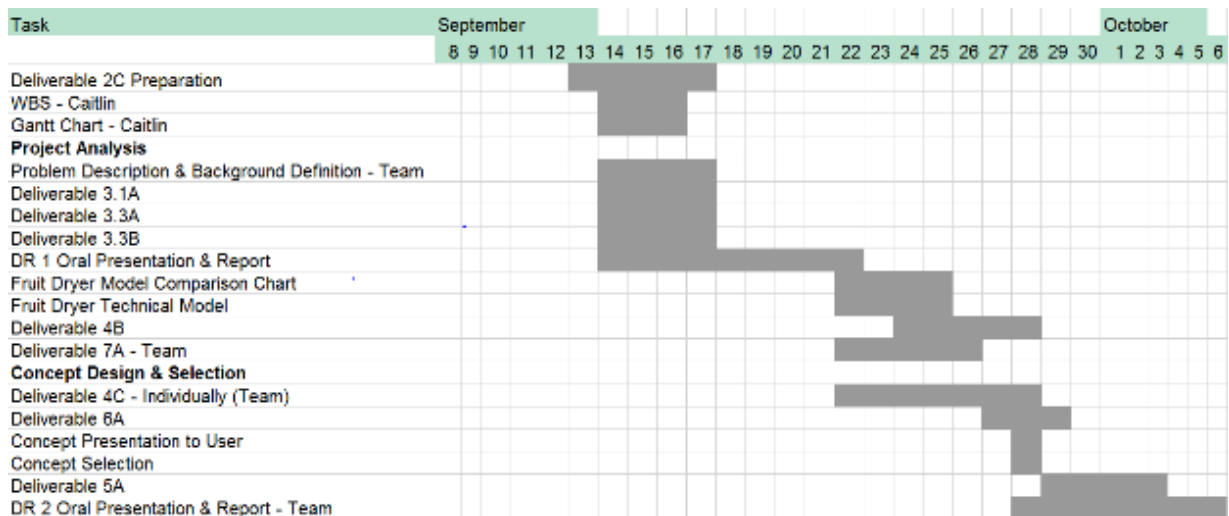 Task September October
8 9 10 11 12 13 14 15 16 17 18 19 20 21 22 23 24 25 26 27 28 29 30 1 2 3 4 5 6
Deliverable 2C Preparation
WBS - Caitlin
Gantt Chart - Caitlin
Project Analysis
Problem Description & Background Definition - Team
Deliverable 3.1A
Deliverable 3.3A
Deliverable 3.3B
DR 1 Oral Presentation & Report
Fruit Dryer Model Comparison Chart
Fruit Dryer Technical Model
Deliverable 4B
Deliverable 7A - Team
Concept Design & Selection
Deliverable 4C - Individually (Team)
Deliverable 6A
Concept Presentation to User
Concept Selection
Deliverable 5A
DR 2 Oral Presentation & Report - Team